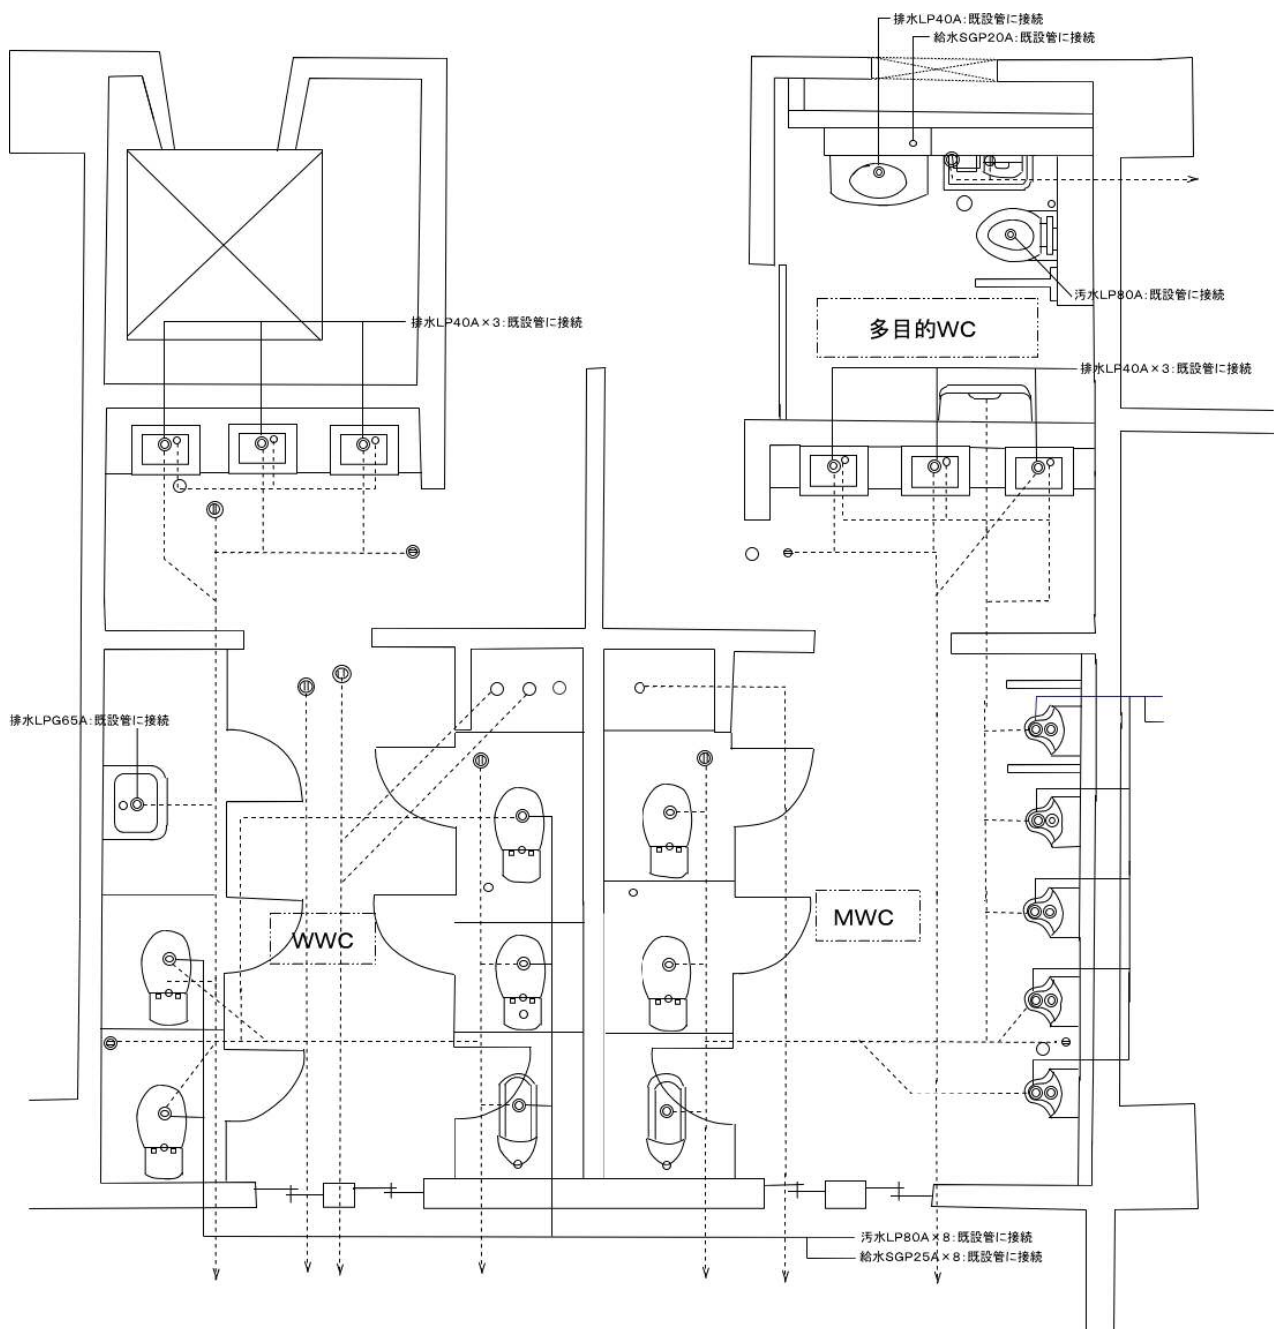 排水LP40A:既設管に接続
給水SGP20A:既設管に接続
汚水LP80A:既設管に接続
排水LP40A×3:既設管に接続
多目的WC
排水LP40A×3:既設管に接続
排水LPG65A:既設管に接続
MWC
WWC
汚水LP80A×8:既設管に接続
給水SGP25A×8:既設管に接続